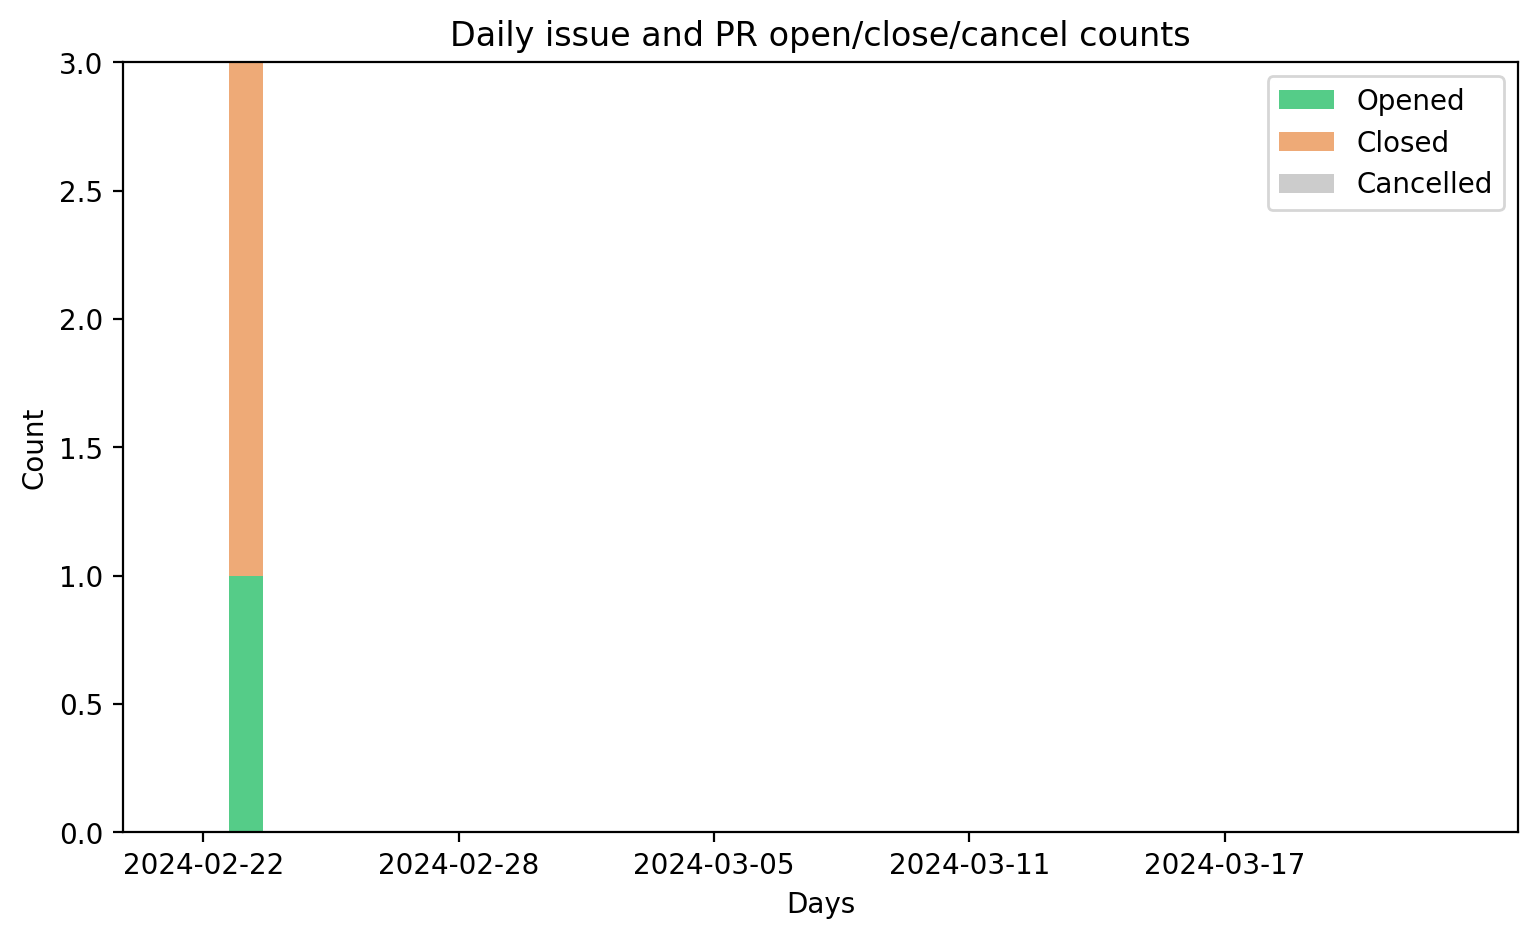 Daily issue and PR open/close/cancel counts
3.0
2.5
2.0
1.5
1.0
0.5
0.0
Count
Opened
Closed
Cancelled
2024-02-22 2024-02-28 2024-03-05 2024-03-11 2024-03-17
Days